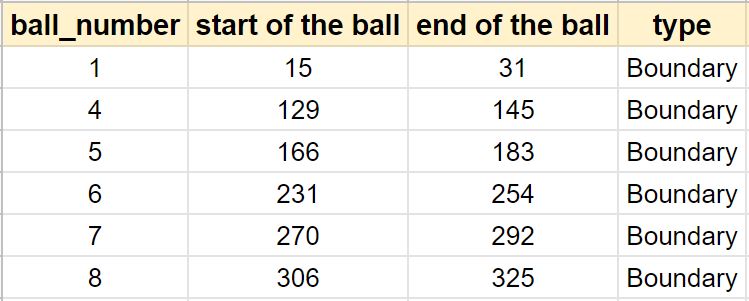 ball_number start of the ball end of the ball type
1 15 31 Boundary
4 129 145 Boundary
5 166 183 Boundary
6 231 254 Boundary
7 270 292 Boundary
8 306 325 Boundary